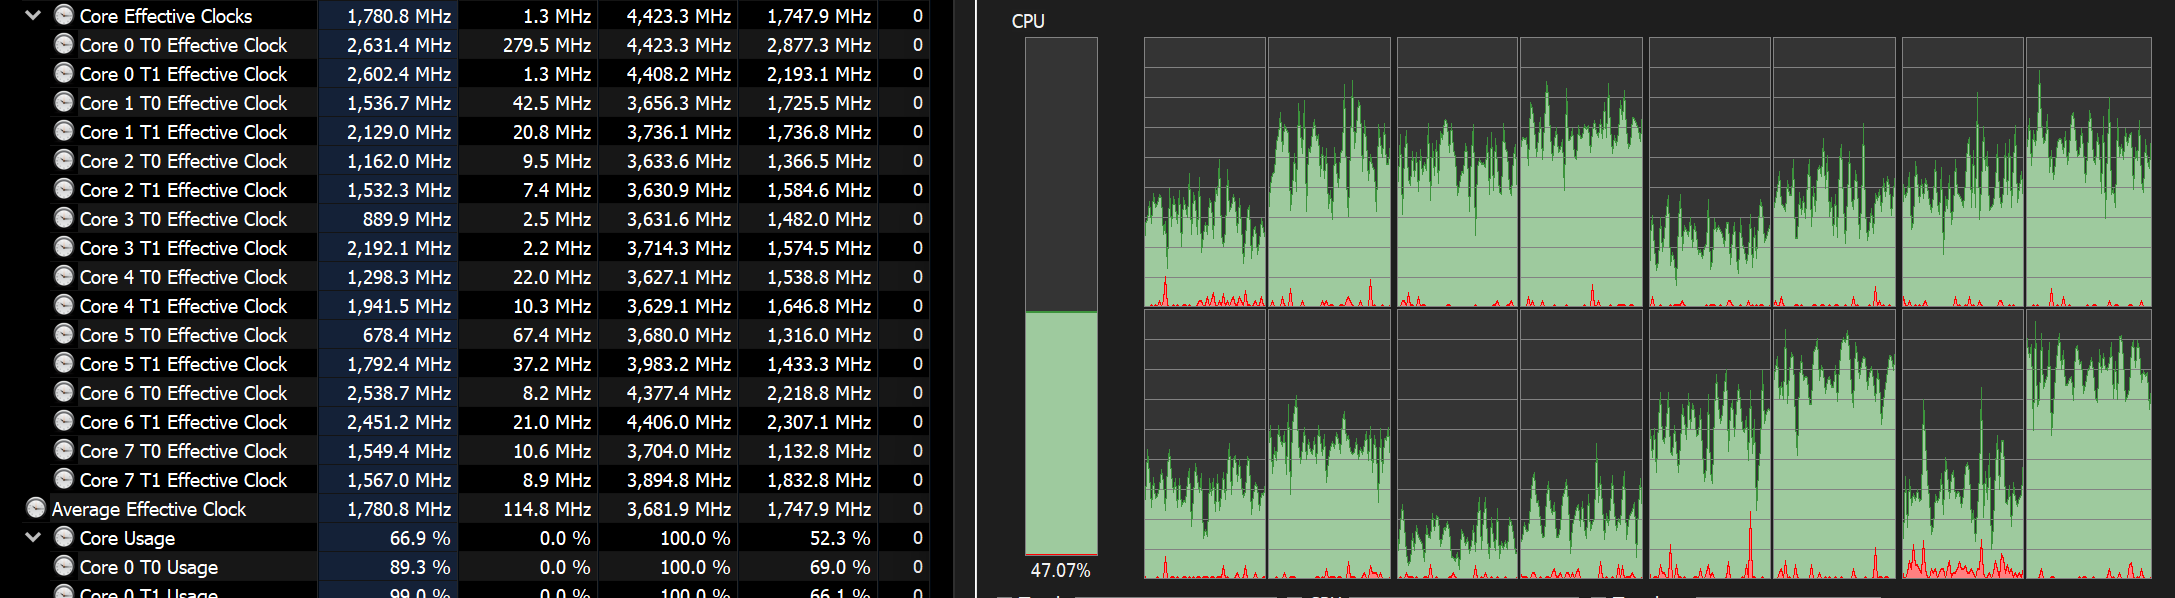 Core Effective Clocks 1,780.8 MHz 1.3 MHz 4,423.3 MHz 1,747.9 MHz 0
Core 0 T0 Effective Clock 2,631.4 MHz 279.5 MHz 4,423.3 MHz 2,877.3 MHz 0
Core 0 T1 Effective Clock 2,602.4 MHz 1.3 MHz 4,408.2 MHz 2,193.1 MHz 0
Core 1 T0 Effective Clock 1,536.7 MHz 42.5 MHz 3,656.3 MHz 1,725.5 MHz 0
Core 1 T1 Effective Clock 2,129.0 MHz 20.8 MHz 3,736.1 MHz 1,736.8 MHz 0
Core 2 T0 Effective Clock 1,162.0 MHz 9.5 MHz 3,633.6 MHz 1,366.5 MHz 0
Core 2 T1 Effective Clock 1,532.3 MHz 7.4 MHz 3,630.9 MHz 1,584.6 MHz 0
Core 3 T0 Effective Clock 889.9 MHz 2.5 MHz 3,631.6 MHz 1,482.0 MHz 0
Core 3 T1 Effective Clock 2,192.1 MHz 2.2 MHz 3,714.3 MHz 1,574.5 MHz 0
Core 4 T0 Effective Clock 1,298.3 MHz 22.0 MHz 3,627.1 MHz 1,538.8 MHz 0
Core 4 T1 Effective Clock 1,941.5 MHz 10.3 MHz 3,629.1 MHz 1,646.8 MHz 0
Core 5 T0 Effective Clock 678.4 MHz 67.4 MHz 3,680.0 MHz 1,316.0 MHz 0
Core 5 T1 Effective Clock 1,792.4 MHz 37.2 MHz 3,983.2 MHz 1,433.3 MHz 0
Core 6 T0 Effective Clock 2,538.7 MHz 8.2 MHz 4,377.4 MHz 2,218.8 MHz 0
Core 6 T1 Effective Clock 2,451.2 MHz 21.0 MHz 4,406.0 MHz 2,307.1 MHz 0
Core 7 T0 Effective Clock 1,549.4 MHz 10.6 MHz 3,704.0 MHz 1,132.8 MHz 0
Core 7 T1 Effective Clock 1,567.0 MHz 8.9 MHz 3,894.8 MHz 1,832.8 MHz 0
Average Effective Clock 1,780.8 MHz 114.8 MHz 3,681.9 MHz 1,747.9 MHz 0
Core Usage 66.9 % 0.0 % 100.0 % 52.3 % 0
Core 0 T0 Usage 89.3 % 0.0 % 100.0 % 69.0 % 0
Core 0 T1 Usage 99.0 % 0.0 % 100.0 % 66.1 % 0
CPU
47.07%